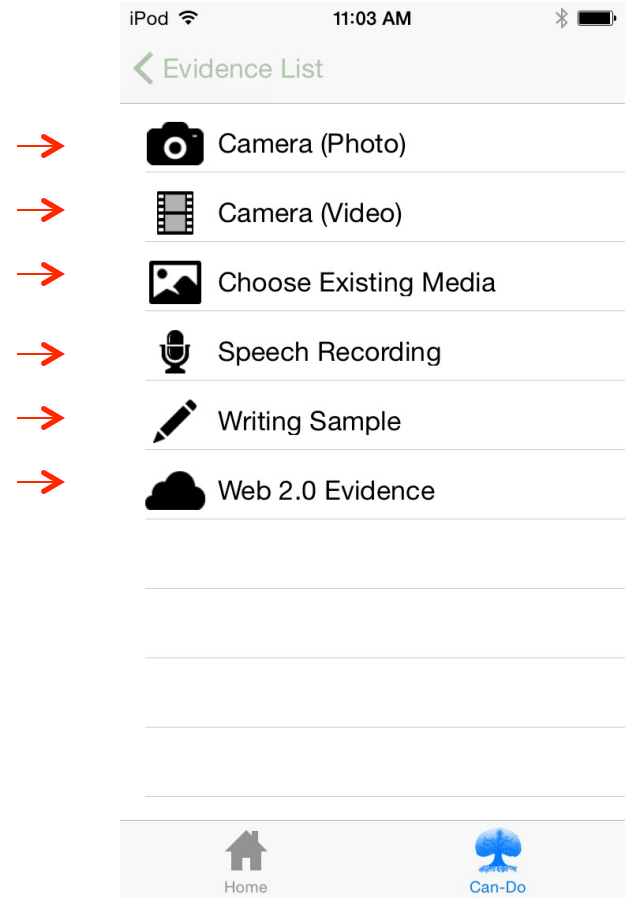 iPod 11:03 AM
Evidence List
Camera (Photo)
Camera (Video)
Choose Existing Media
Speech Recording
Writing Sample
Web 2.0 Evidence
Home Can-Do